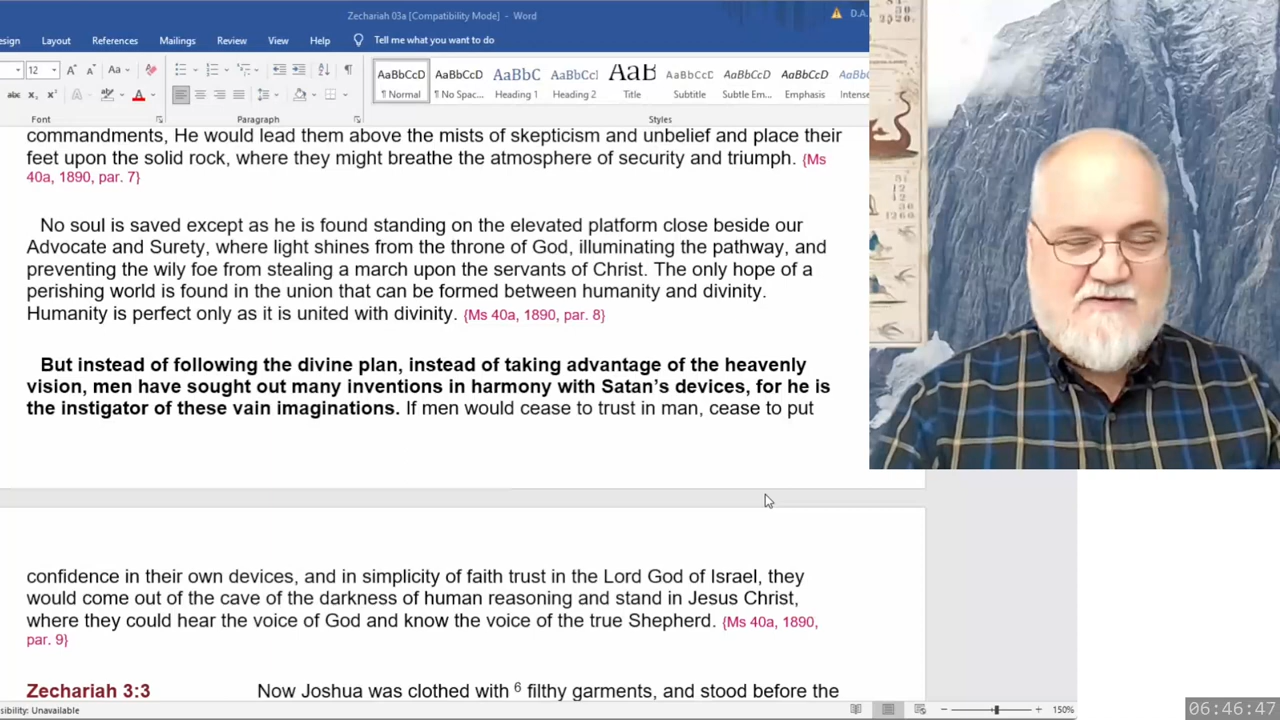 Zechariah 03a [Compatibility Mode] - Word
D.A.
esign Layout References Mailings Review View Help Tell me what you want to do
12 Aa
abc X₂ X² A A
AaBbCcD AaBbCcD AaBbC AaBbCcI AaB AaBbCcD AaBbCcD AaBbCcD AaBb
¶ Normal ¶ No Spac... Heading 1 Heading 2 Title Subtitle Subtle Em... Emphasis Intense
Font Paragraph Styles
commandments, He would lead them above the mists of skepticism and unbelief and place their
feet upon the solid rock, where they might breathe the atmosphere of security and triumph. {Ms
40a, 1890, par. 7}
No soul is saved except as he is found standing on the elevated platform close beside our
Advocate and Surety, where light shines from the throne of God, illuminating the pathway, and
preventing the wily foe from stealing a march upon the servants of Christ. The only hope of a
perishing world is found in the union that can be formed between humanity and divinity.
Humanity is perfect only as it is united with divinity. {Ms 40a, 1890, par. 8}
But instead of following the divine plan, instead of taking advantage of the heavenly
vision, men have sought out many inventions in harmony with Satan's devices, for he is
the instigator of these vain imaginations. If men would cease to trust in man, cease to put
confidence in their own devices, and in simplicity of faith trust in the Lord God of Israel, they
would come out of the cave of the darkness of human reasoning and stand in Jesus Christ,
where they could hear the voice of God and know the voice of the true Shepherd. {Ms 40a, 1890,
par. 9}
Zechariah 3:3 Now Joshua was clothed with ⁶ filthy garments, and stood before the
sibility: Unavailable
150%
1260
06:46:47